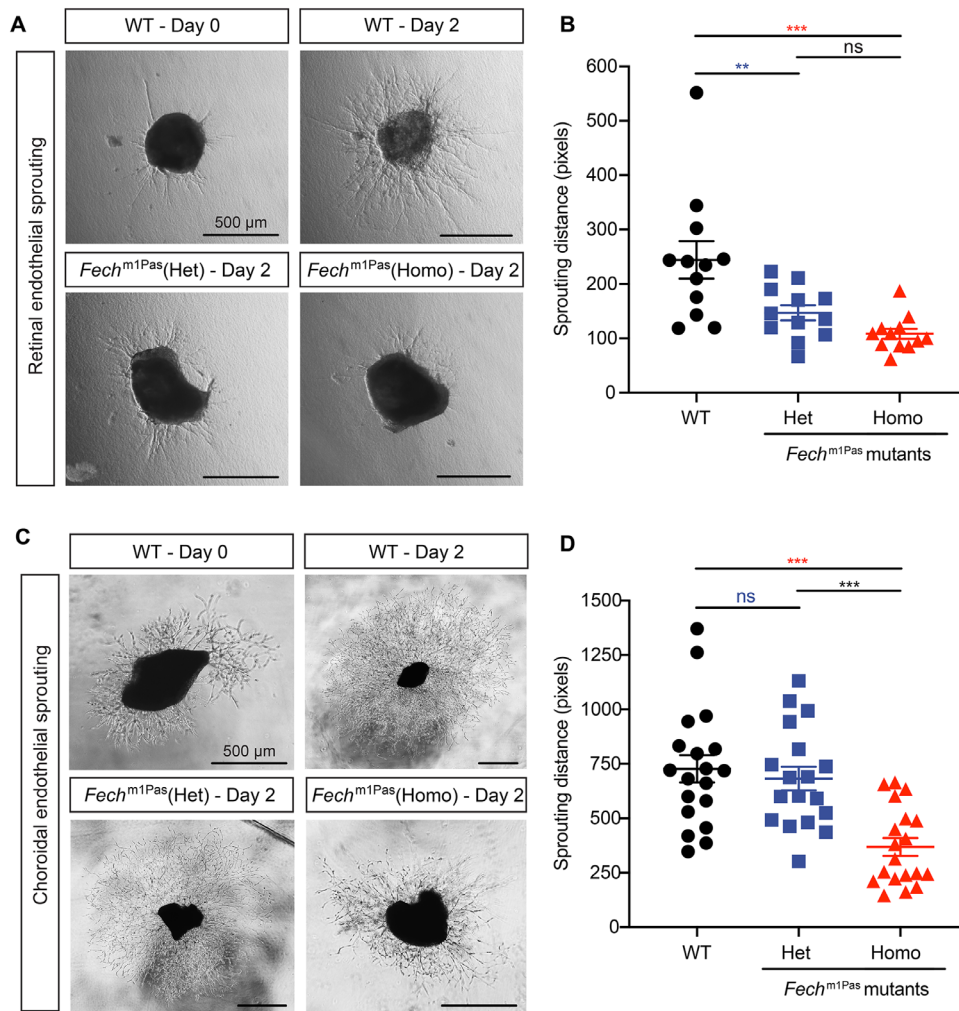 A
WT - Day 0
WT - Day 2
Retinal endothelial sprouting
500 µm
Fech^m1Pas(Het) - Day 2
Fech^m1Pas(Homo) - Day 2
B
***
ns
**
Sprouting distance (pixels)
600
500
400
300
200
100
0
WT
Het
Homo
Fech^m1Pas mutants
C
WT - Day 0
WT - Day 2
Choroidal endothelial sprouting
500 µm
Fech^m1Pas(Het) - Day 2
Fech^m1Pas(Homo) - Day 2
D
***
ns
***
Sprouting distance (pixels)
1500
1250
1000
750
500
250
0
WT
Het
Homo
Fech^m1Pas mutants